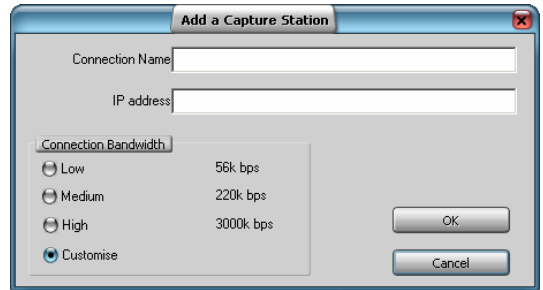 Add a Capture Station
Connection Name
IP address
Connection Bandwidth
Low 56k bps
Medium 220k bps
High 3000k bps
Customise
OK
Cancel